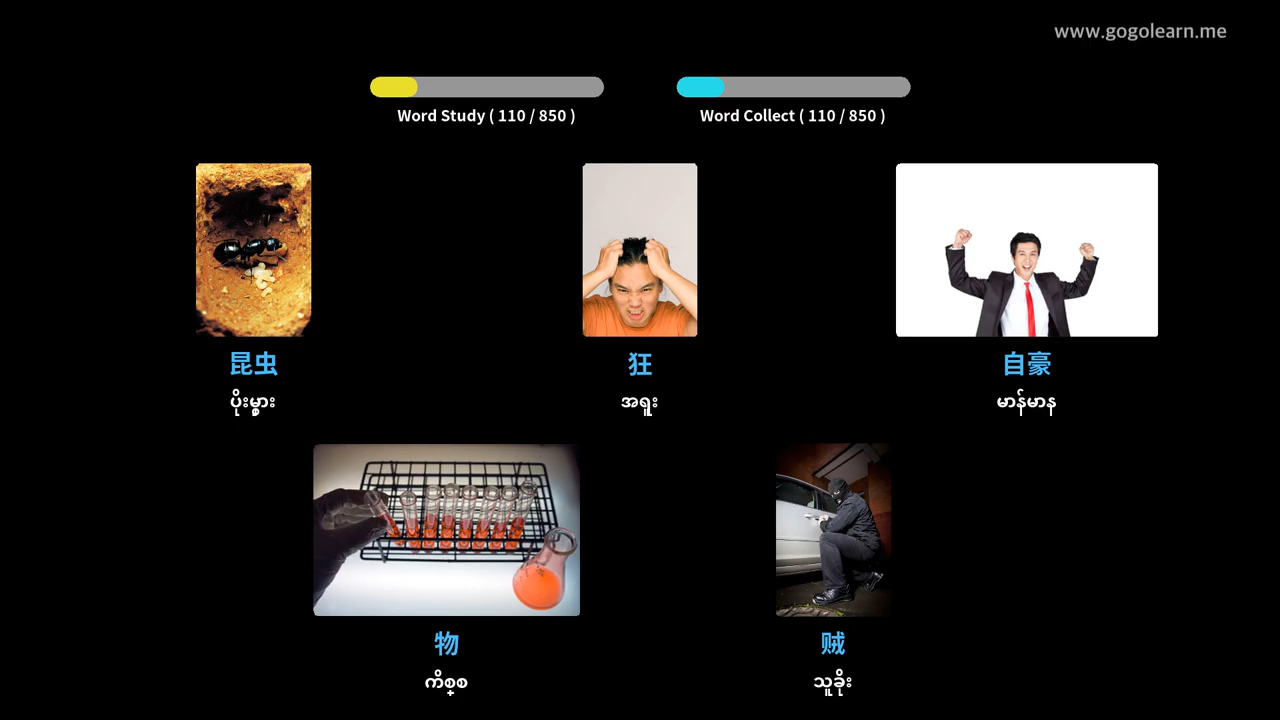 www.gogolearn.me
Word Study ( 110 / 850 )
Word Collect ( 110 / 850 )
昆虫
狂
自豪
ပိုးမွှား
အရူး
မာန်မာန
物
贼
ကိစ္စ
သူခိုး